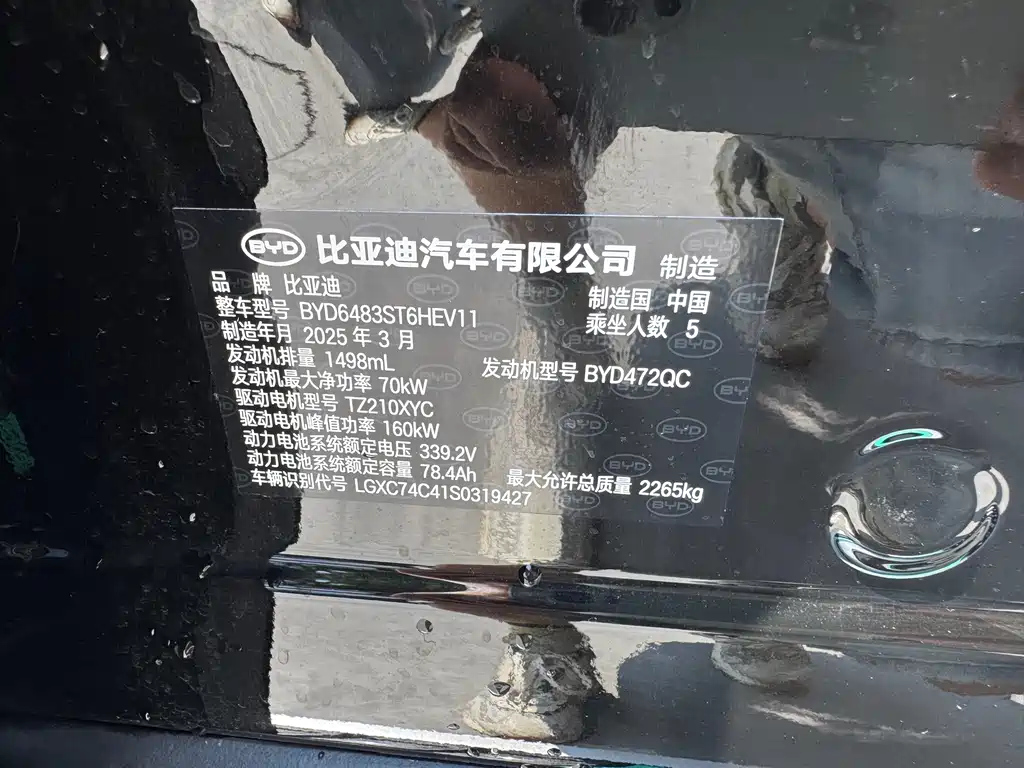 BYD 比亚迪汽车有限公司 制造
品 牌 比亚迪 制造国 中国
整车型号 BYD6483ST6HEV11 乘坐人数 5
制造年月 2025 年 3 月
发动机排量 1498mL 发动机型号 BYD472QC
发动机最大净功率 70kW
驱动电机型号 TZ210XYC
驱动电机峰值功率 160kW
动力电池系统额定电压 339.2V
动力电池系统额定容量 78.4Ah 最大允许总质量 2265kg
车辆识别代号 LGXC74C41S0319427